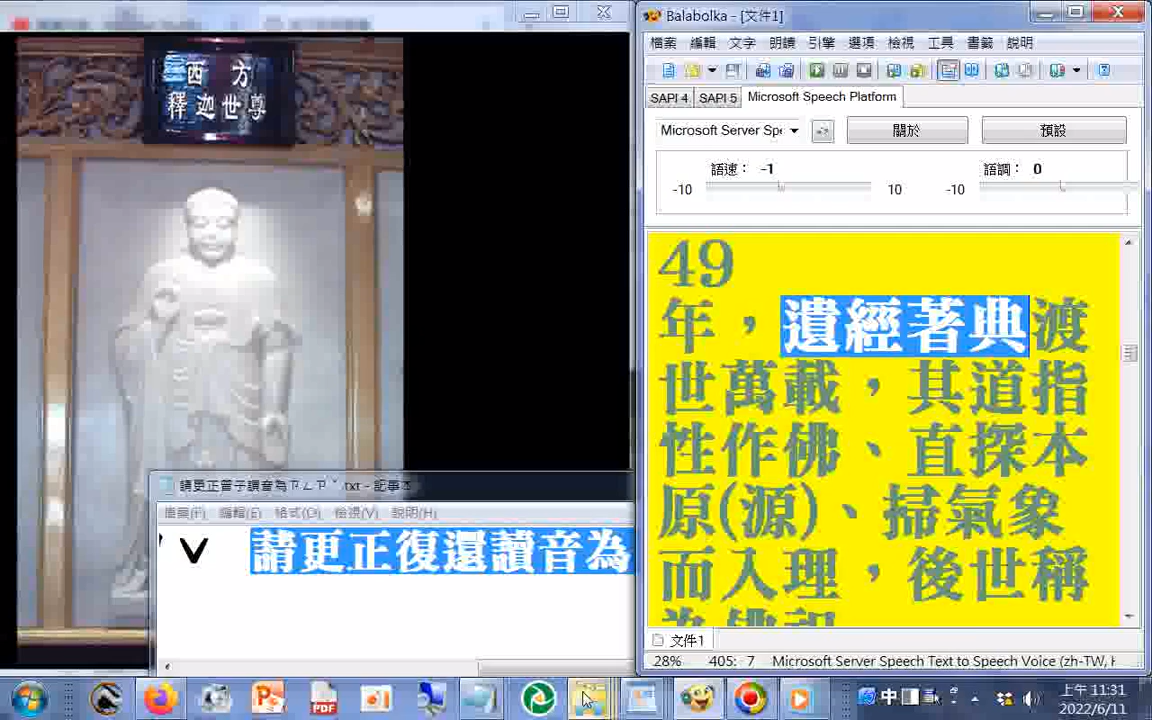 西方
釋迦世尊
Balabolka - [文件1]
檔案 編輯 文字 朗讀 引擎 選項 檢視 工具 書籤 說明
SAPI 4 SAPI 5 Microsoft Speech Platform
Microsoft Server Spe 關於 預設
語速： -1 語調： 0
-10 10 -10
49
年，遺經著典渡
世萬載，其道指
性作佛、直探本
原(源)、掃氣象
而入理，後世稱
文件1
28% 405: 7 Microsoft Server Speech Text to Speech Voice (zh-TW, H
請更正普子讀音為ㄗㄥㄗˇ.txt - 記事本
檔案(F) 編輯(E) 格式(O) 檢視(V) 說明(H)
ˇ 請更正復還讀音為
PDF
中
上午 11:31
2022/6/11